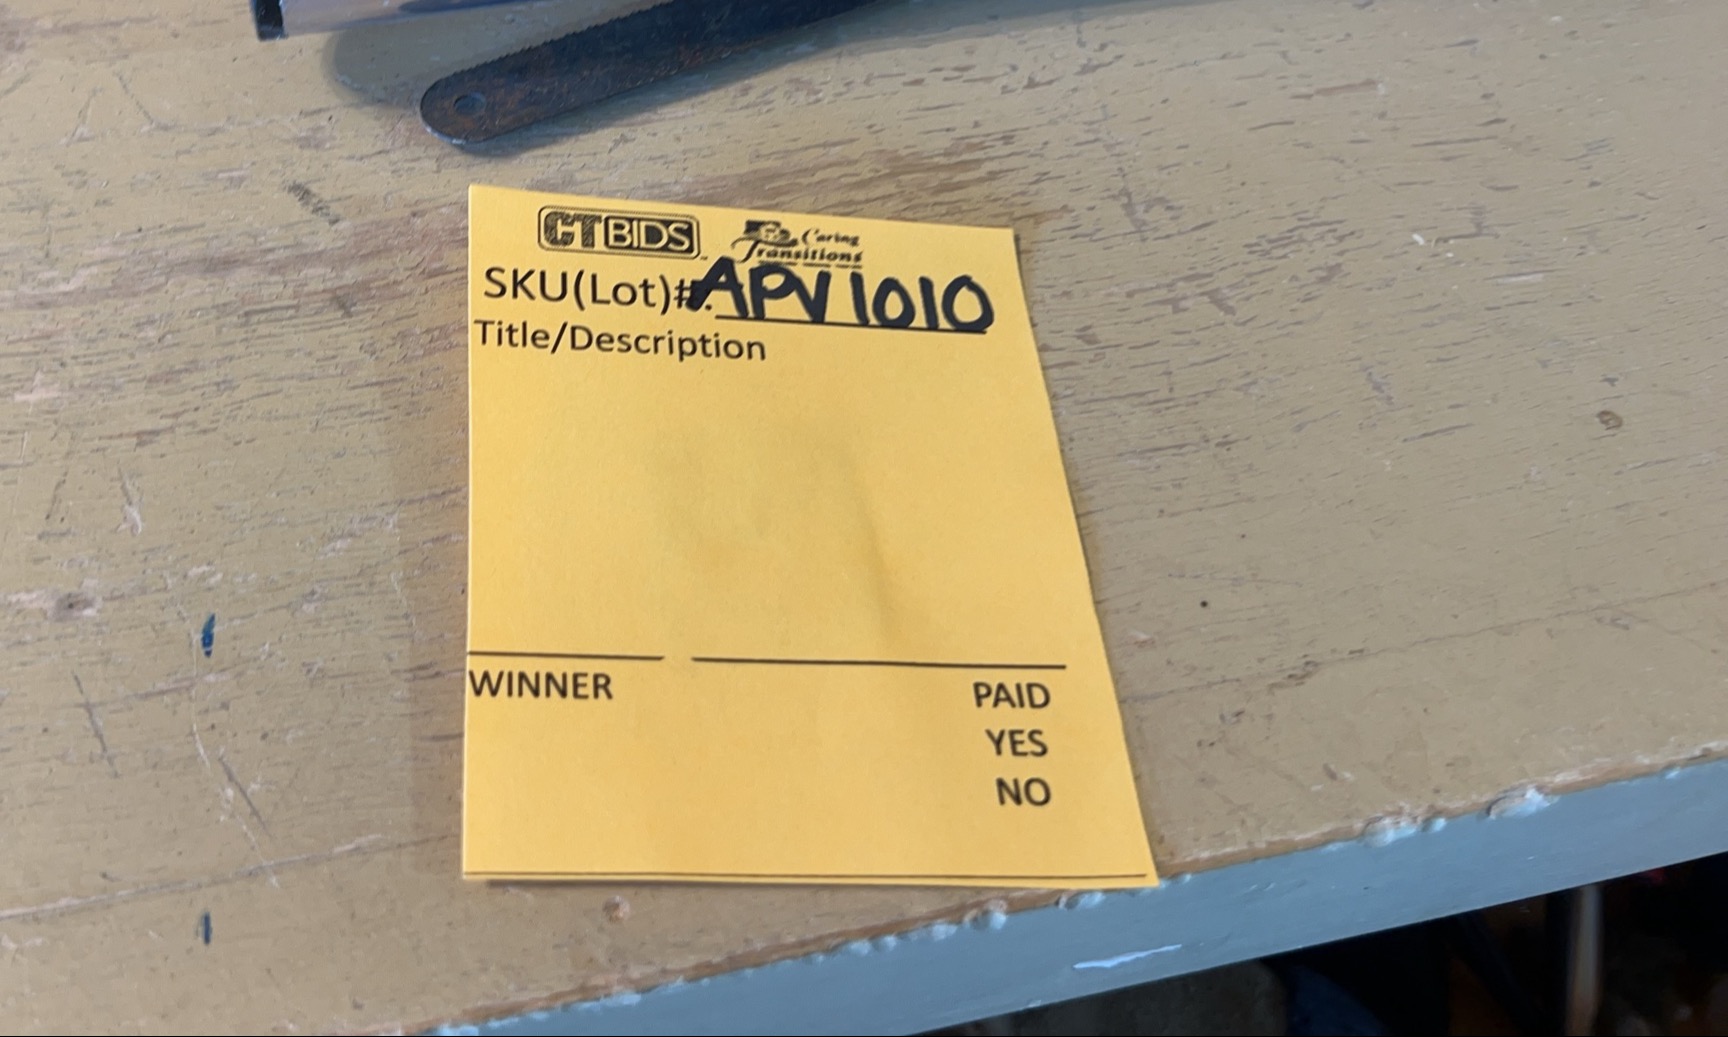 CTBIDS Caring
Transitions
SKU(Lot)#: APV1010
Title/Description
WINNER PAID
YES
NO